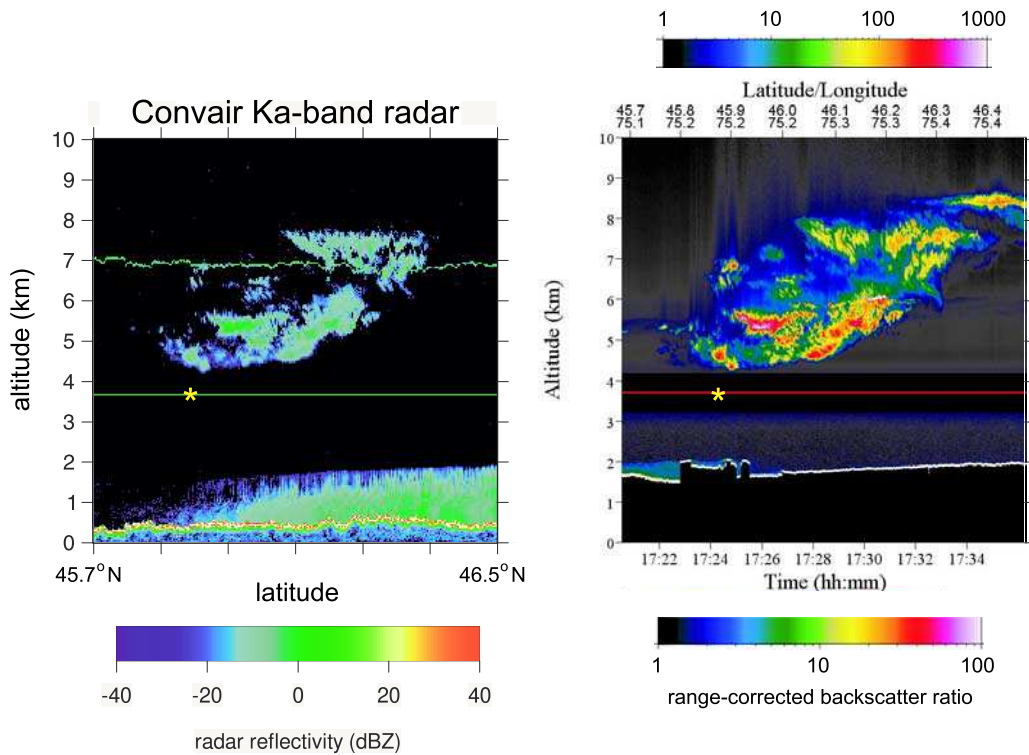 Convair Ka-band radar
10
9
8
7
6
5
4
3
2
1
0
altitude (km)
*
45.7°N 46.5°N
latitude
-40 -20 0 20 40
radar reflectivity (dBZ)
1 10 100 1000
Latitude/Longitude
45.7 45.8 45.9 46.0 46.1 46.2 46.3 46.4
75.1 75.2 75.2 75.2 75.3 75.3 75.4 75.4
10
9
8
7
6
5
4
3
2
1
0
Altitude (km)
*
17:22 17:24 17:26 17:28 17:30 17:32 17:34
Time (hh:mm)
1 10 100
range-corrected backscatter ratio